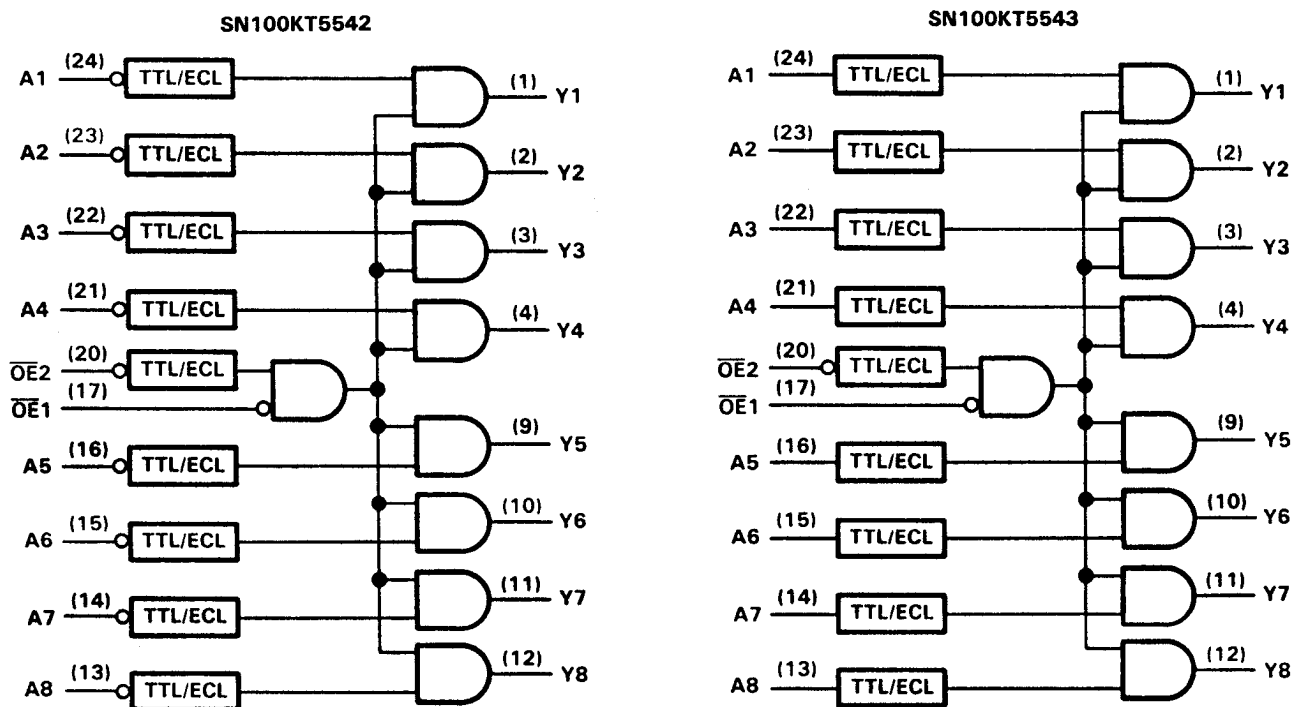 SN100KT5542
A1 (24) TTL/ECL (1) Y1
A2 (23) TTL/ECL (2) Y2
A3 (22) TTL/ECL (3) Y3
A4 (21) TTL/ECL (4) Y4
OE2 (20) TTL/ECL
OE1 (17)
A5 (16) TTL/ECL (9) Y5
A6 (15) TTL/ECL (10) Y6
A7 (14) TTL/ECL (11) Y7
A8 (13) TTL/ECL (12) Y8
SN100KT5543
A1 (24) TTL/ECL (1) Y1
A2 (23) TTL/ECL (2) Y2
A3 (22) TTL/ECL (3) Y3
A4 (21) TTL/ECL (4) Y4
OE2 (20) TTL/ECL
OE1 (17)
A5 (16) TTL/ECL (9) Y5
A6 (15) TTL/ECL (10) Y6
A7 (14) TTL/ECL (11) Y7
A8 (13) TTL/ECL (12) Y8